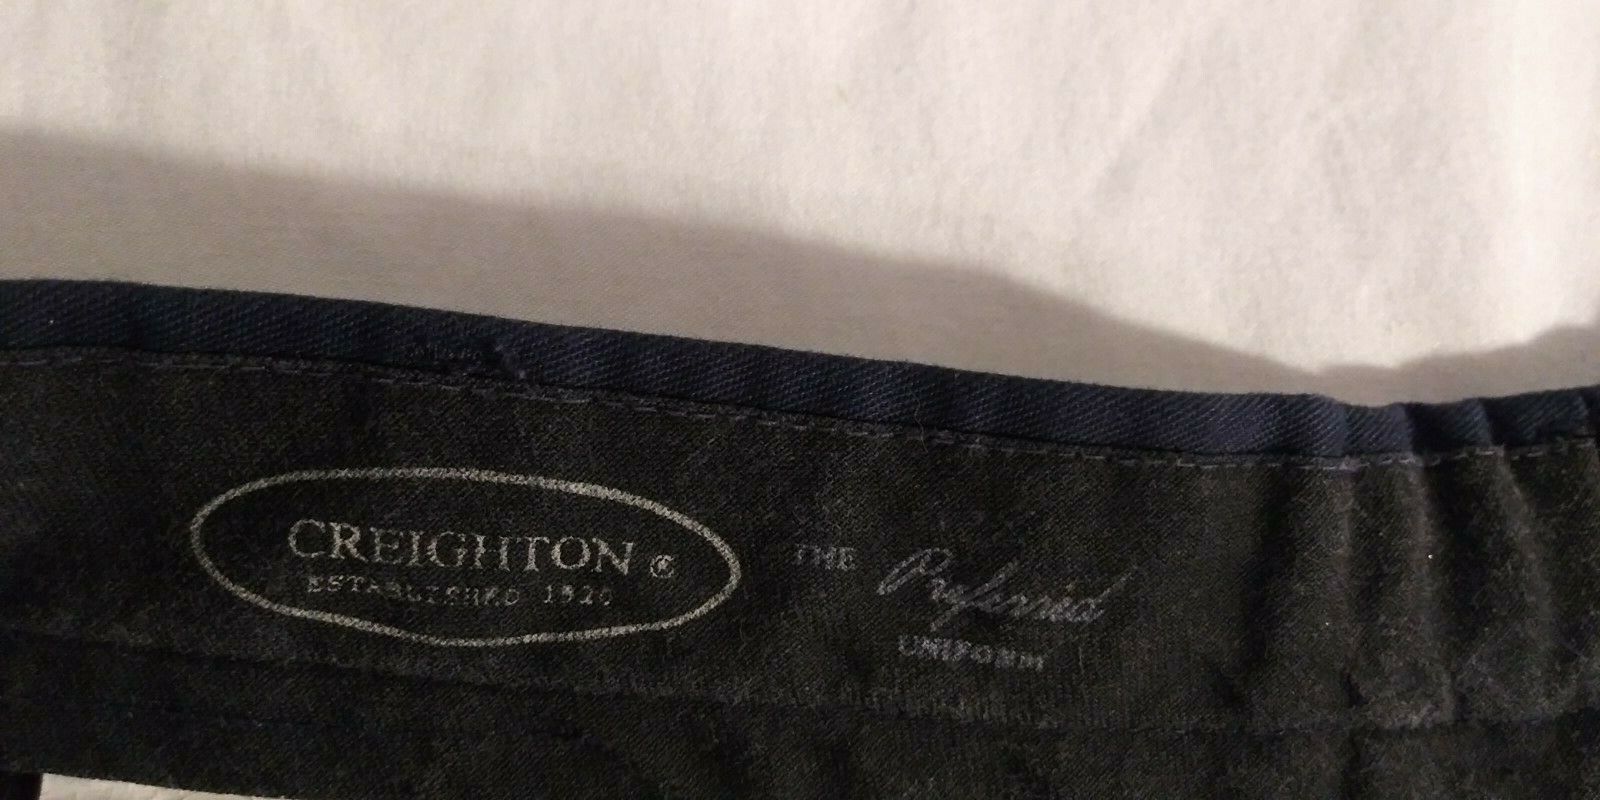 CREIGHTON ®
ESTABLISHED 1920
THE Preferred
UNIFORM